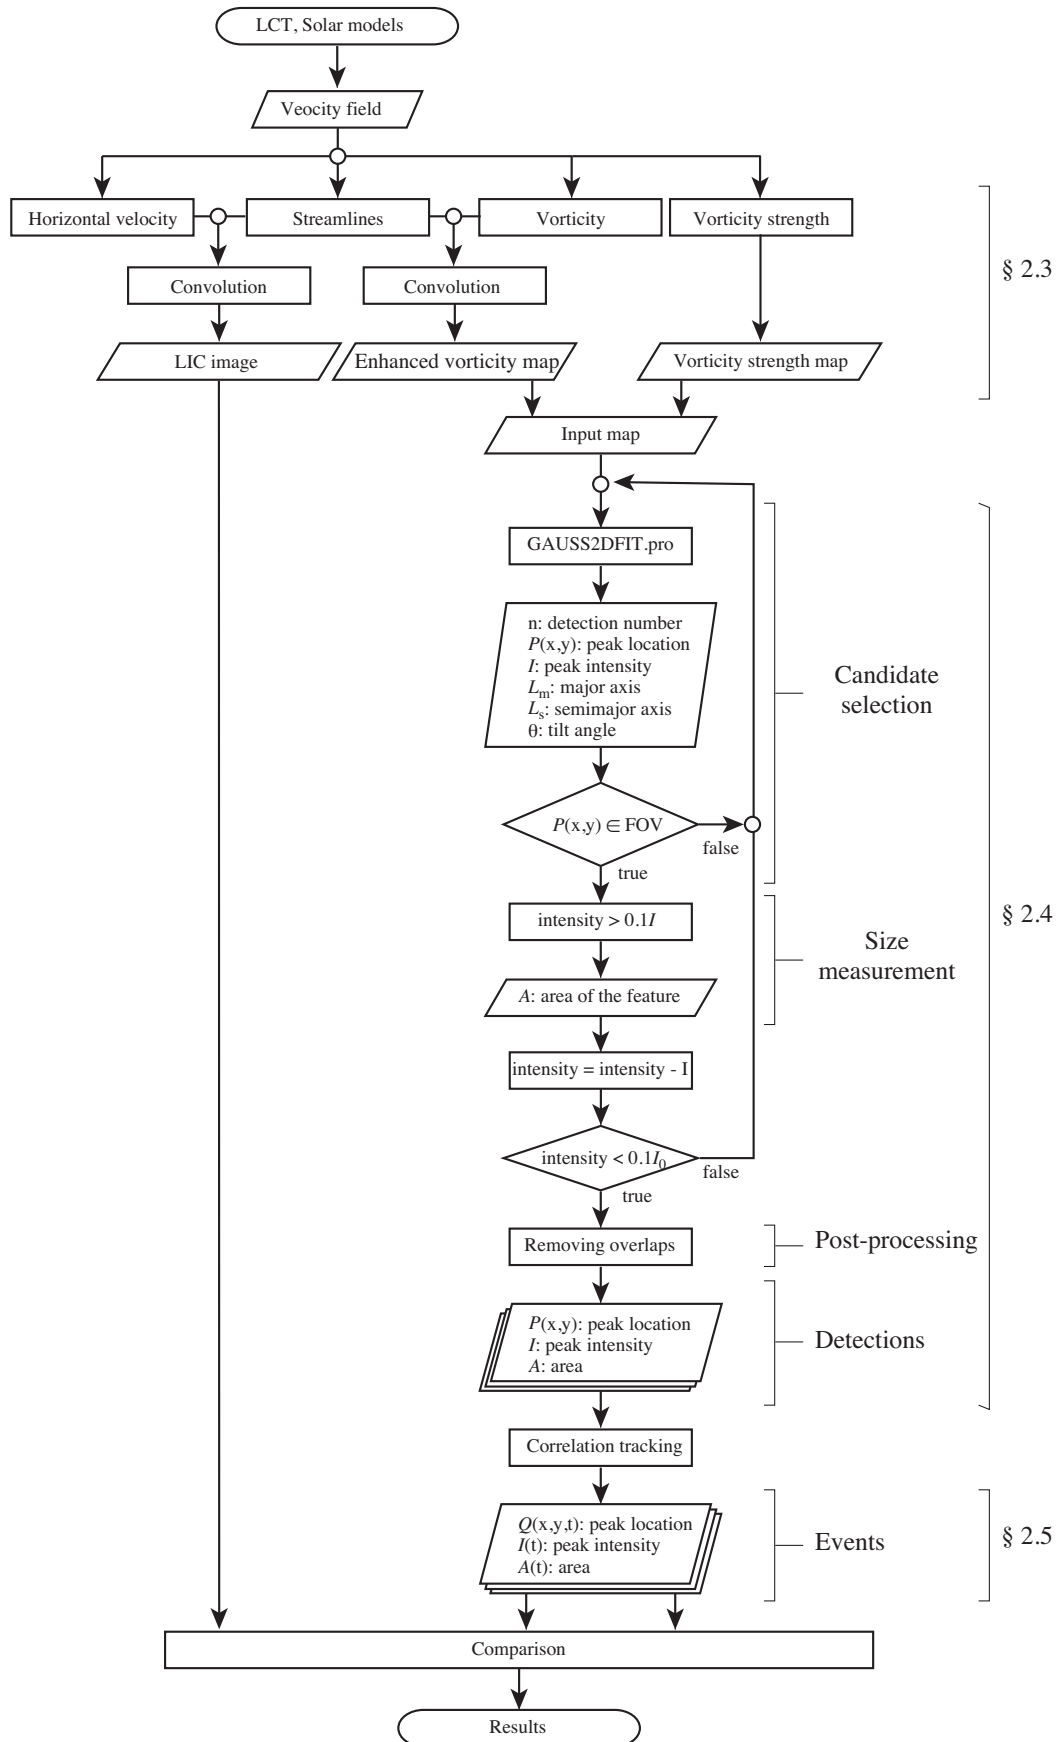 LCT, Solar models
Veocity field
Horizontal velocity
Streamlines
Vorticity
Vorticity strength
§ 2.3
Convolution
Convolution
LIC image
Enhanced vorticity map
Vorticity strength map
Input map
GAUSS2DFIT.pro
n: detection number
P(x,y): peak location
I: peak intensity
Lm: major axis
Ls: semimajor axis
θ: tilt angle
Candidate
selection
P(x,y) ∈ FOV
false
true
§ 2.4
intensity > 0.1I
Size
measurement
A: area of the feature
intensity = intensity - I
intensity < 0.1I0
false
true
Removing overlaps
Post-processing
P(x,y): peak location
I: peak intensity
A: area
Detections
Correlation tracking
Q(x,y,t): peak location
I(t): peak intensity
A(t): area
Events
§ 2.5
Comparison
Results